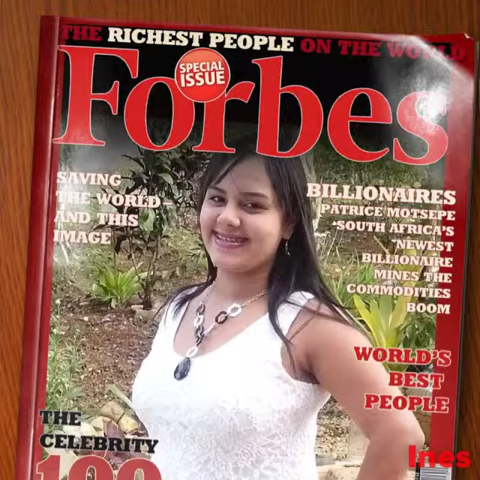 THE RICHEST PEOPLE ON THE WORLD
Forbes
SPECIAL
ISSUE
SAVING
THE WORLD–
AND THIS
IMAGE
BILLIONAIRES
PATRICE MOTSEPE
"SOUTH AFRICA'S
"NEWEST
BILLIONAIRE
MINES THE
COMMODITIES
BOOM
WORLD'S
BEST
PEOPLE
THE
CELEBRITY
100
Ines